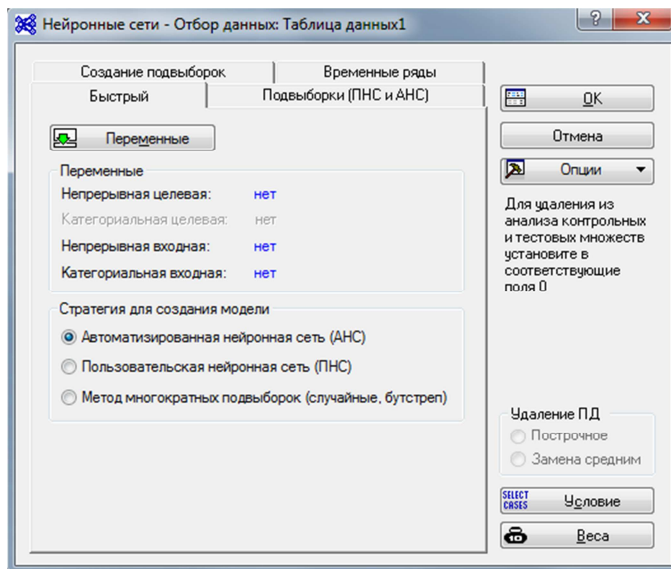 Нейронные сети - Отбор данных: Таблица данных1
Создание подвыборок
Временные ряды
Быстрый
Подвыборки (ПНС и АНС)
Переменные
Переменные
Непрерывная целевая: нет
Категориальная целевая: нет
Непрерывная входная: нет
Категориальная входная: нет
Стратегия для создания модели
Автоматизированная нейронная сеть (АНС)
Пользовательская нейронная сеть (ПНС)
Метод многократных подвыборок (случайные, бутстреп)
OK
Отмена
Опции
Для удаления из
анализа контрольных
и тестовых множеств
установите в
соответствующие
поля 0
Удаление ПД
Построчное
Замена средним
SELECT
CASES
Условие
Веса